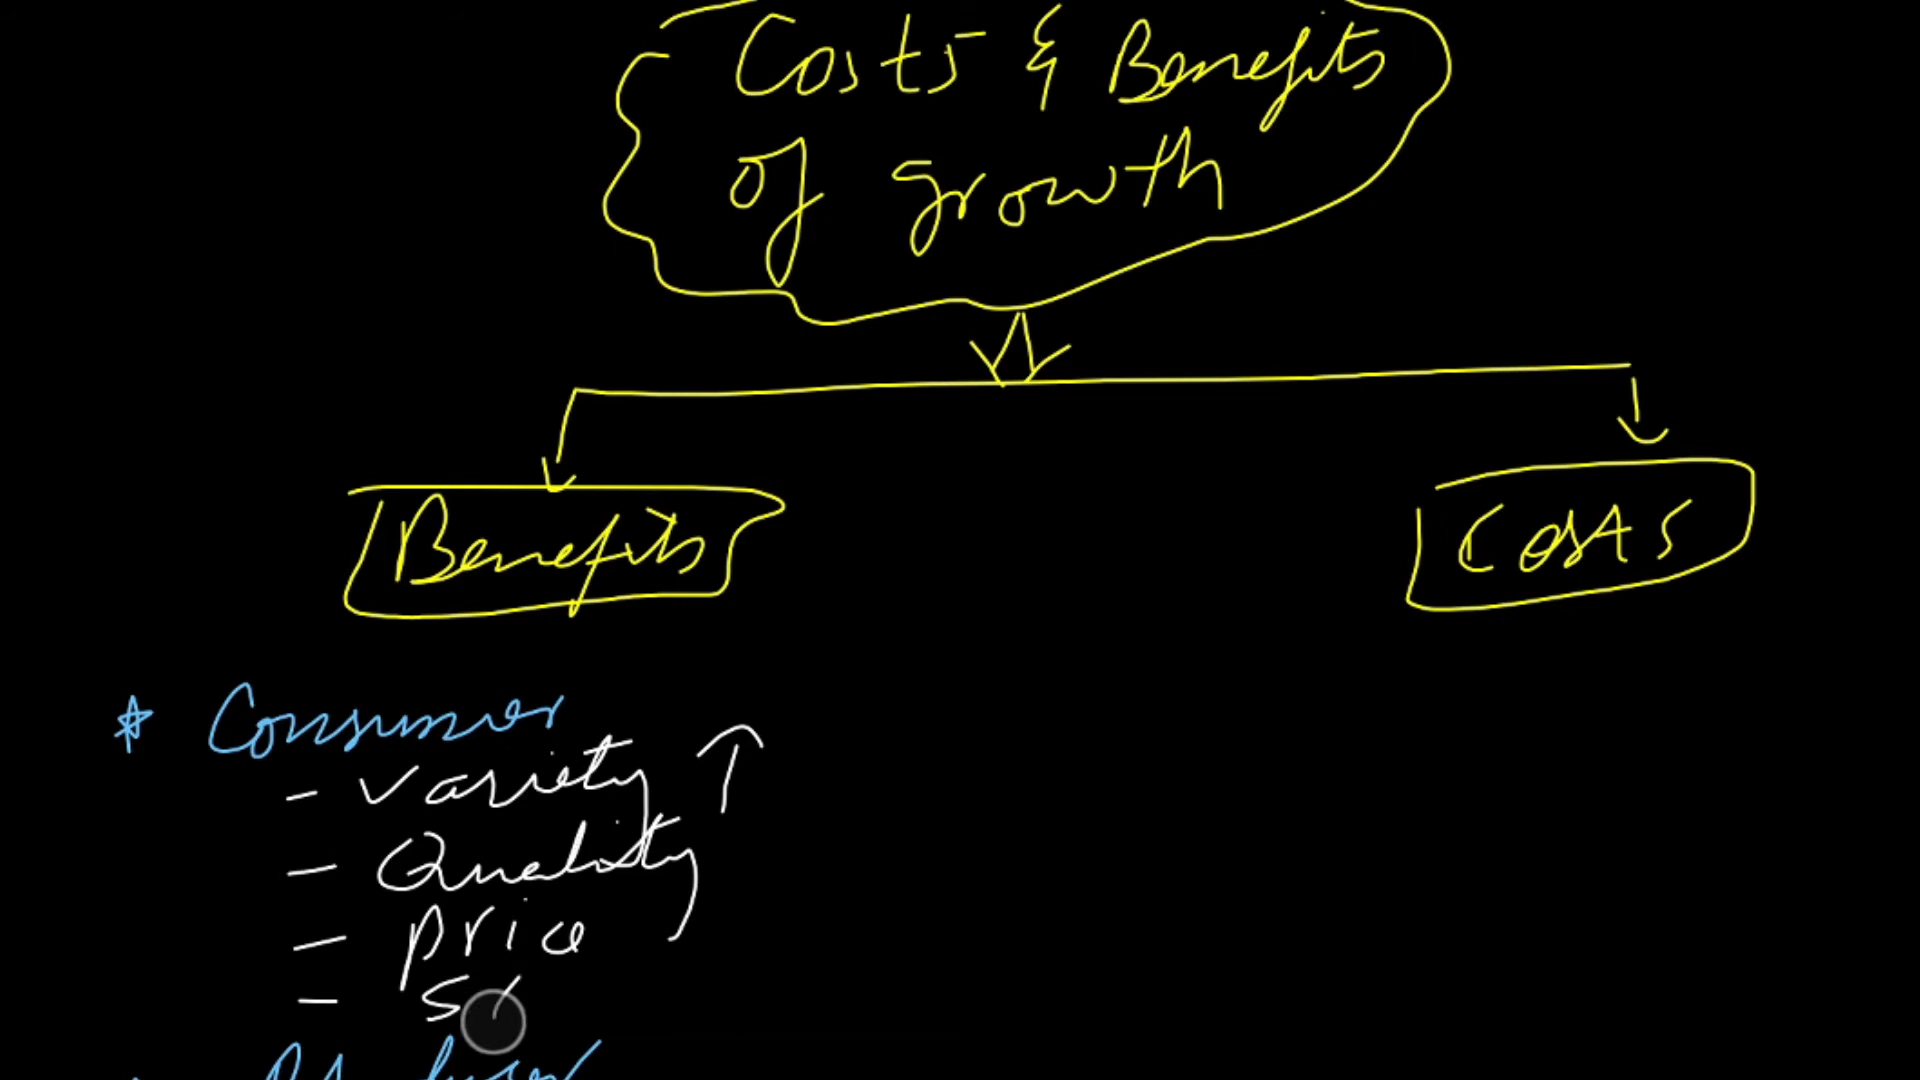 Costs & Benefits
of growth
Benefits
Costs
* Consumer
- variety ↑
- Quality
- price
- S